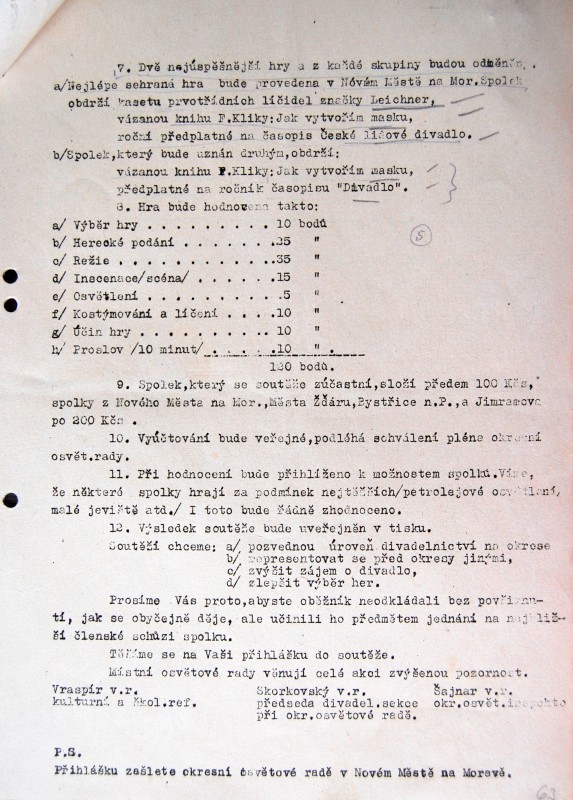 7. Dvě nejúspěšnější hry a z každé skupiny budou odměněn.
a/Nejlépe sehraná hra bude provedena v Novém Městě na Mor.Spolek
obdrží kasetu prvotřídních líčidel značky Leichner,
vázanou knihu F.Kliky:Jak vytvořím masku,
roční předplatné na časopis České lidové divadlo.
b/Spolek,který bude uznán druhým,obdrží:
vázanou knihu F.Kliky:Jak vytvořím masku,
předplatné na ročník časopisu "Divadlo".
8. Hra bude hodnocena takto:
a/ Výběr hry . . . . . . . . . . 10 bodů
b/ Herecké podání . . . . . . . .25 "
c/ Režie . . . . . . . . . . . .35 "
d/ Inscenace/scéna/ . . . . . . .15 "
e/ Osvětlení . . . . . . . . . . .5 "
f/ Kostýmování a líčení . . . . .10 "
g/ Účin hry . . . . . . . . . . 10 "
h/ Proslov /10 minut/ . . . . . .10 " .
120 bodů.
9. Spolek,který se soutěže zúčastní,složí předem 100 Kčs,
spolky z Nového Města na Mor.,Města Žďáru,Bystřice n.P.,a Jimramova
po 200 Kčs .
10. Vyúčtování bude veřejné,podléhá schválení pléna okresní
osvět.rady.
11. Při hodnocení bude přihlíženo k možnostem spolků.Víme,
že některé spolky hrají za podmínek nejtěžších/petrolejové osvětlení,
malé jeviště atd./ I toto bude řádně zhodnoceno.
12. Výsledek soutěže bude uveřejněn v tisku.
Soutěží chceme: a/ pozvednou úroveň divadelnictví na okrese
b/ representovat se před okresy jinými,
c/ zvýšit zájem o divadlo,
d/ zlepšit výběr her.
Prosíme Vás proto,abyste oběžník neodkládali bez povšimnu-
tí, jak se obyčejně děje, ale učinili ho předmětem jednání na nejbliž-
ší členské schůzi spolku.
Těšíme se na Vaši přihlášku do soutěže.
Místní osvětové rady věnují celé akci zvýšenou pozornost.
Vraspír v.r. Skorkovský v.r. Šajnar v.r.
kulturní a škol.ref. předseda divadel.sekce okr.osvět.inspekto
při okr.osvětové radě.
P.S.
Přihlášku zašlete okresní osvětové radě v Novém Městě na Moravě.
5
63